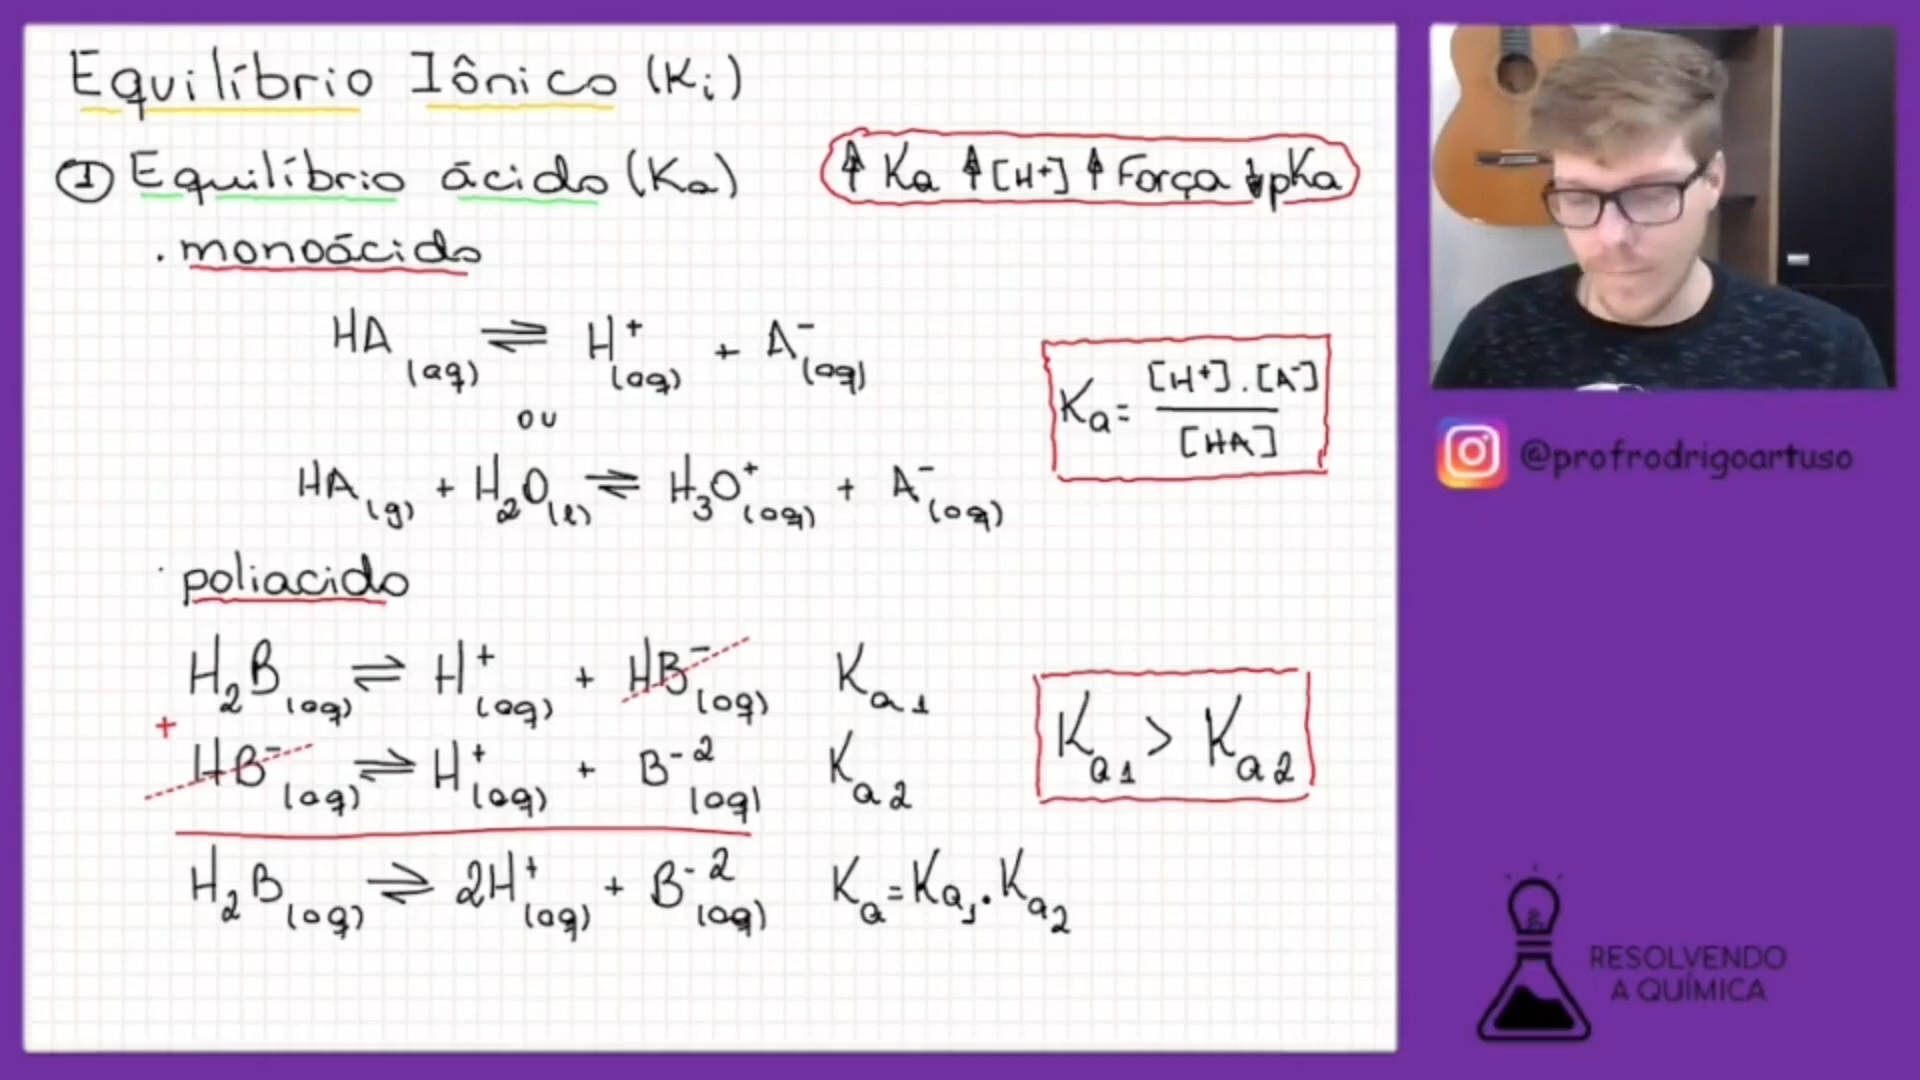 Equilíbrio Iônico (Ki)
① Equilíbrio ácido (Ka)
↑ Ka ↑ [H⁺] ↑ Força ↓ pKa
· monoácido
HA (aq) ⇌ H⁺ (aq) + A⁻ (aq)
ou
HA (g) + H₂O (l) ⇌ H₃O⁺ (aq) + A⁻ (aq)
Ka = [H⁺] . [A⁻]
[HA]
· poliacido
H₂B (aq) ⇌ H⁺ (aq) + HB⁻ (aq) Ka1
+
HB⁻ (aq) ⇌ H⁺ (aq) + B⁻² (aq) Ka2
Ka1 > Ka2
H₂B (aq) ⇌ 2H⁺ (aq) + B⁻² (aq) Ka = Ka₁ . Ka₂
@profrodrigoartuso
RESOLVENDO
A QUÍMICA